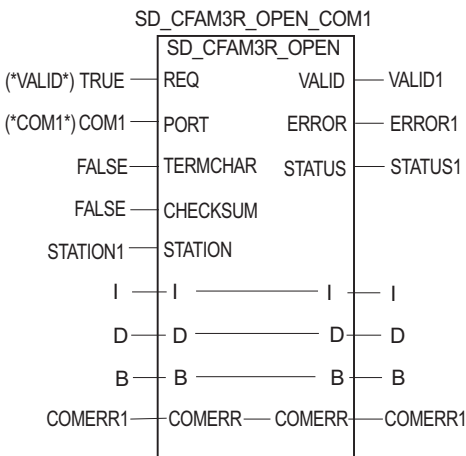 SD_CFAM3R_OPEN_COM1
SD_CFAM3R_OPEN
(*VALID*) TRUE REQ VALID VALID1
(*COM1*) COM1 PORT ERROR ERROR1
FALSE TERMCHAR STATUS STATUS1
FALSE CHECKSUM
STATION1 STATION
I I I I
D D D D
B B B B
COMERR1 COMERR COMERR COMERR1